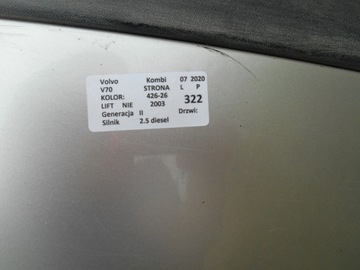 Volvo Kombi 07 2020
V70 STRONA L P
KOLOR: 426-26 322
LIFT NIE 2003
Generacja II Drzwi:
Silnik 2.5 diesel